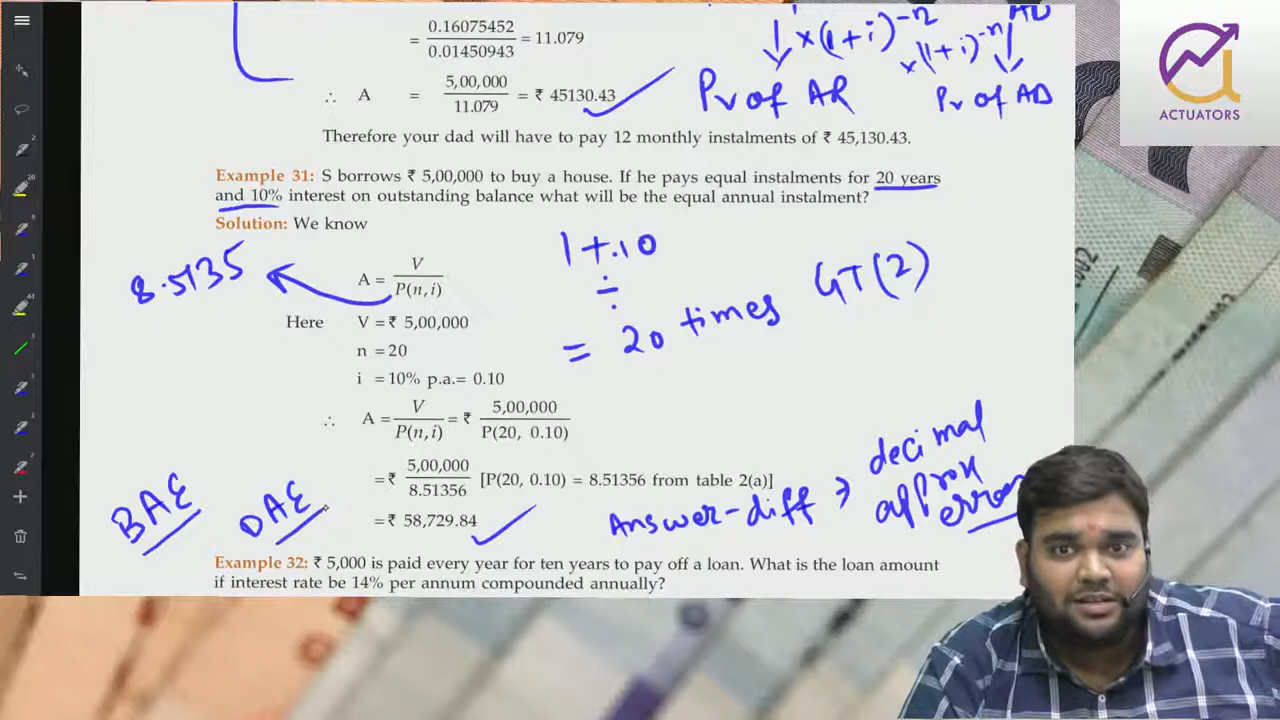 = 0.16075452 / 0.01450943 = 11.079
∴ A = 5,00,000 / 11.079 = ₹ 45130.43
×(1+i)⁻ⁿ
×(1+i)⁻ⁿ
AD
Pv of AR
Pv of AD
ACTUATORS
Therefore your dad will have to pay 12 monthly instalments of ₹ 45,130.43.
Example 31: S borrows ₹ 5,00,000 to buy a house. If he pays equal instalments for 20 years
and 10% interest on outstanding balance what will be the equal annual instalment?
Solution: We know
8.5135
A = V / P(n, i)
1+.10
÷
= 20 times GT(2)
Here V = ₹ 5,00,000
n = 20
i = 10% p.a.= 0.10
∴ A = V / P(n, i) = ₹ 5,00,000 / P(20, 0.10)
= ₹ 5,00,000 / 8.51356 [P(20, 0.10) = 8.51356 from table 2(a)]
= ₹ 58,729.84
BAE
DAE
Answer-diff → decimal
approx
error
Example 32: ₹ 5,000 is paid every year for ten years to pay off a loan. What is the loan amount
if interest rate be 14% per annum compounded annually?